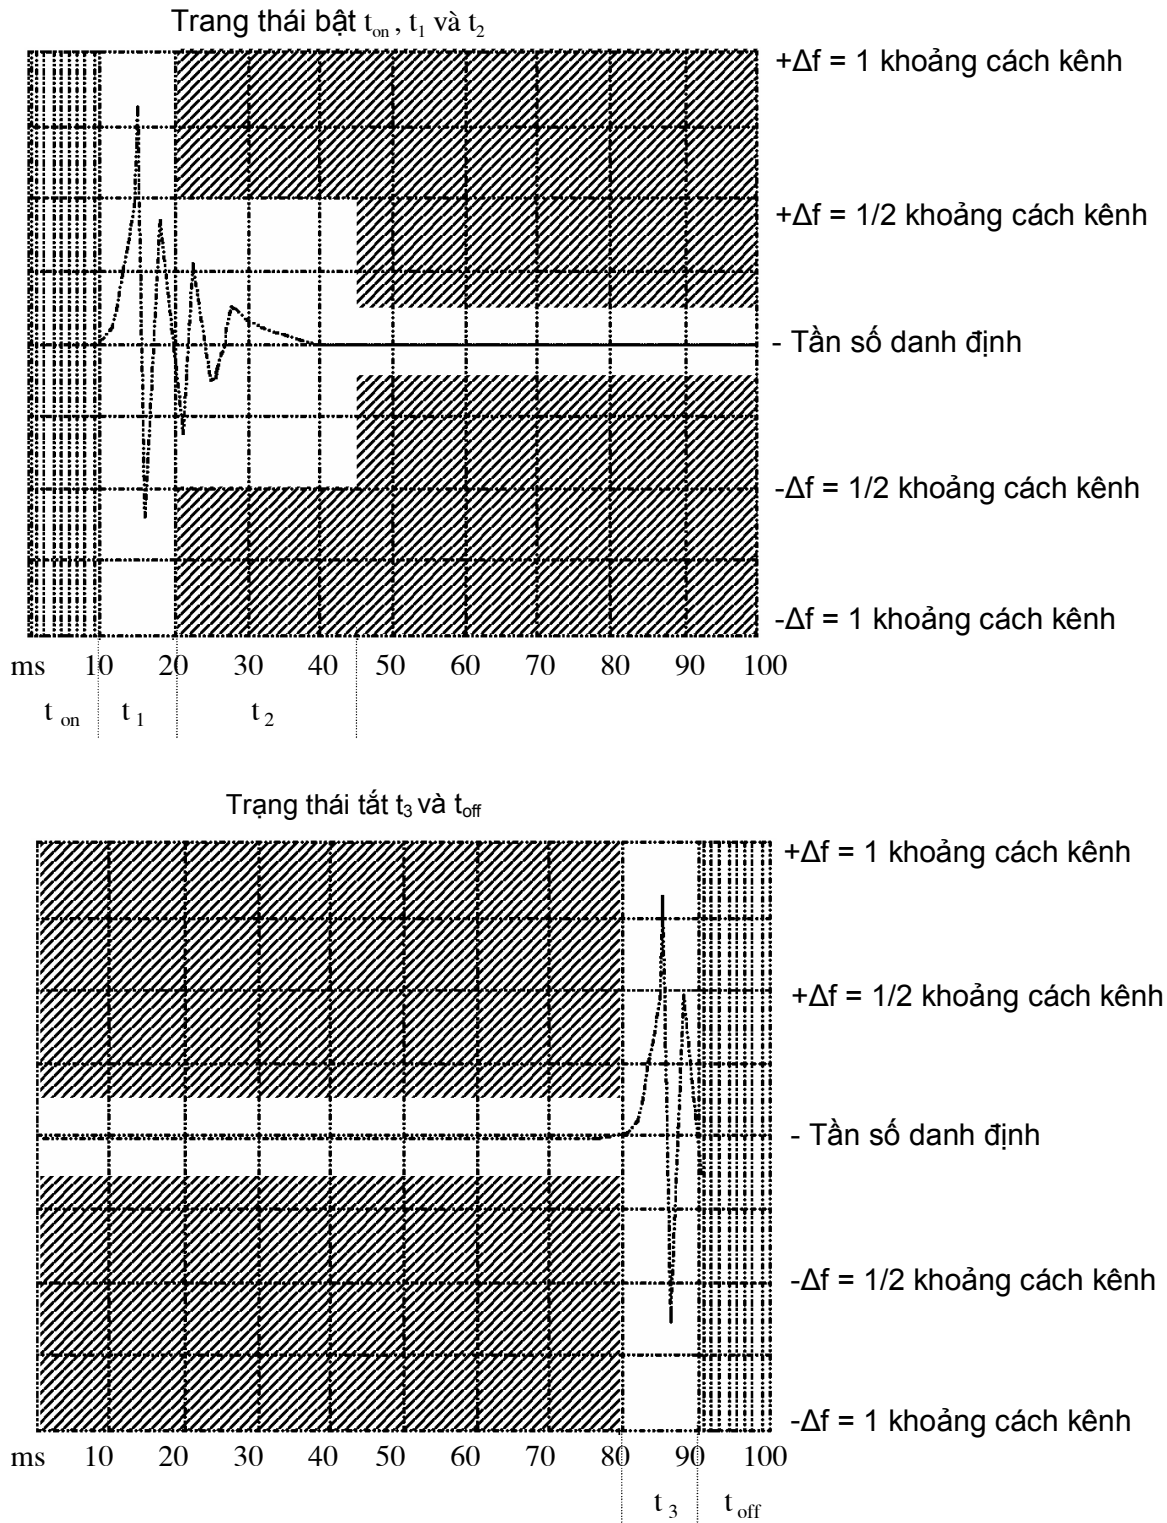 Trang thái bật t_on , t_1 và t_2
+Δf = 1 khoảng cách kênh
+Δf = 1/2 khoảng cách kênh
- Tần số danh định
-Δf = 1/2 khoảng cách kênh
-Δf = 1 khoảng cách kênh
ms 10 20 30 40 50 60 70 80 90 100
t_on t_1 t_2
Trạng thái tắt t_3 và t_off
+Δf = 1 khoảng cách kênh
+Δf = 1/2 khoảng cách kênh
- Tần số danh định
-Δf = 1/2 khoảng cách kênh
-Δf = 1 khoảng cách kênh
ms 10 20 30 40 50 60 70 80 90 100
t_3 t_off